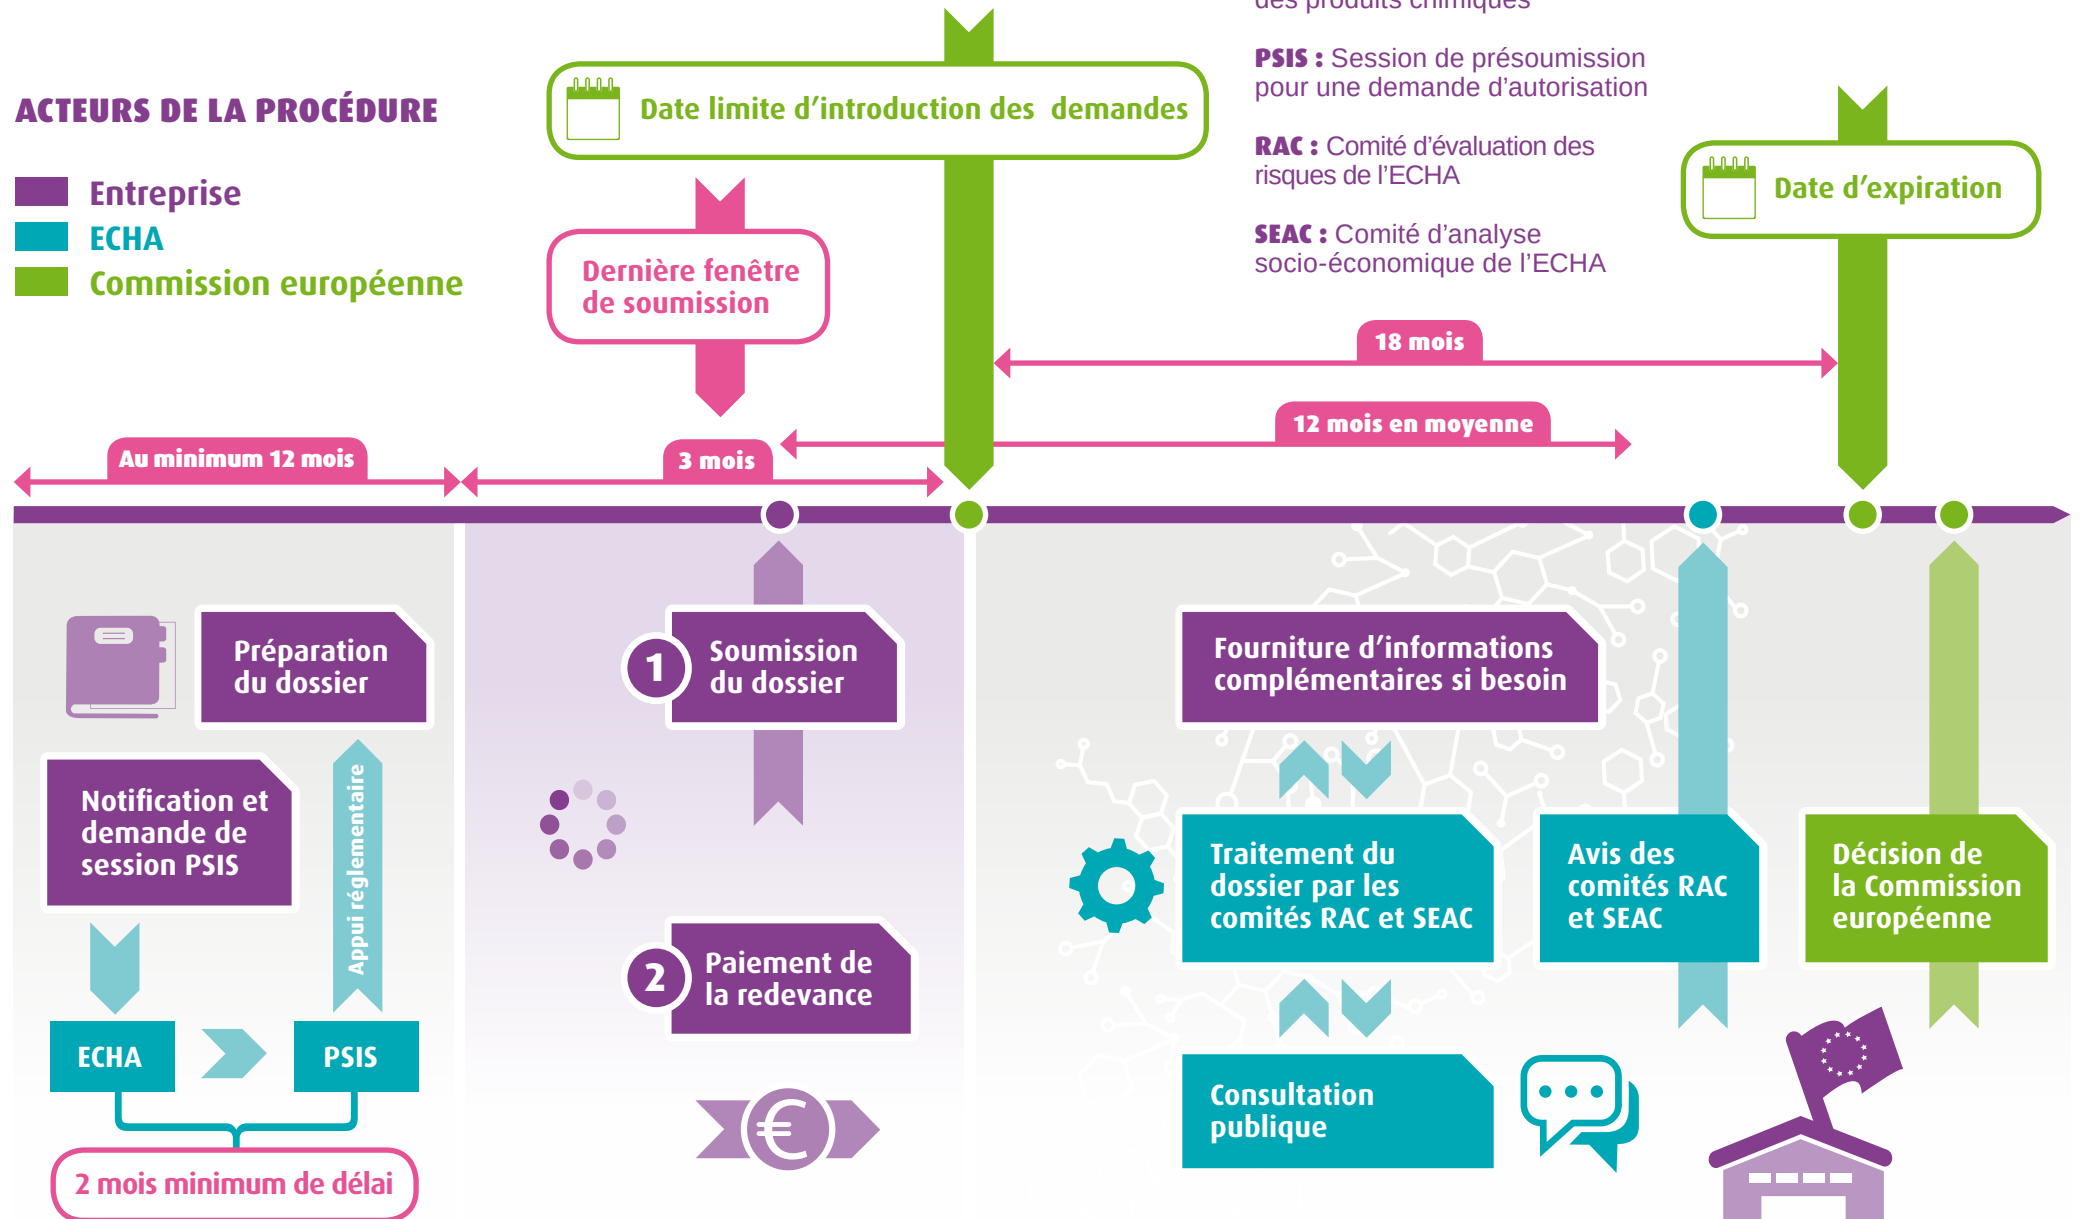 des produits chimiques
PSIS : Session de présoumission
pour une demande d’autorisation
RAC : Comité d’évaluation des
risques de l’ECHA
SEAC : Comité d’analyse
socio-économique de l’ECHA
ACTEURS DE LA PROCÉDURE
Entreprise
ECHA
Commission européenne
Date limite d’introduction des demandes
Dernière fenêtre
de soumission
Date d’expiration
18 mois
12 mois en moyenne
Au minimum 12 mois
3 mois
Préparation
du dossier
Notification et
demande de
session PSIS
Appui réglementaire
ECHA
PSIS
2 mois minimum de délai
1
Soumission
du dossier
2
Paiement de
la redevance
€
Fourniture d’informations
complémentaires si besoin
Traitement du
dossier par les
comités RAC et SEAC
Consultation
publique
Avis des
comités RAC
et SEAC
Décision de
la Commission
européenne